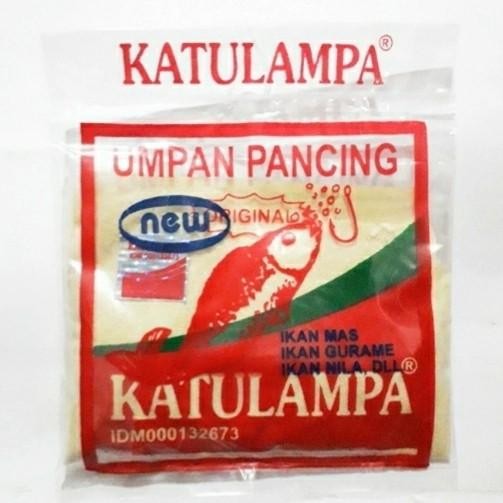 KATULAMPA®
UMPAN PANCING
new
ORIGINAL
IKAN MAS
IKAN GURAME
IKAN NILA, DLL.
KATULAMPA®
IDM000132673